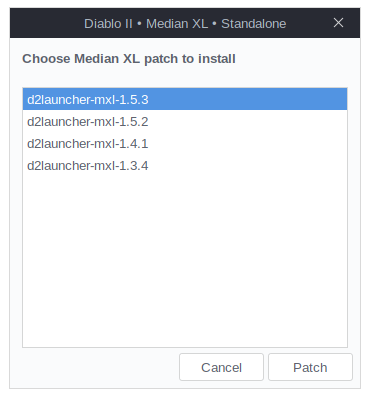 Diablo II • Median XL • Standalone
Choose Median XL patch to install
d2launcher-mxl-1.5.3
d2launcher-mxl-1.5.2
d2launcher-mxl-1.4.1
d2launcher-mxl-1.3.4
Cancel Patch